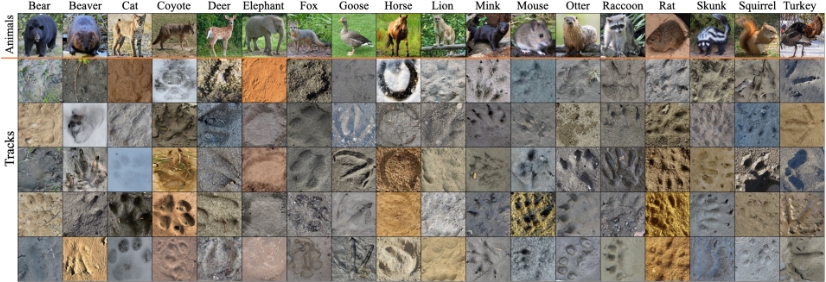 Bear Beaver Cat Coyote Deer Elephant Fox Goose Horse Lion Mink Mouse Otter Raccoon Rat Skunk Squirrel Turkey
Animals
Tracks